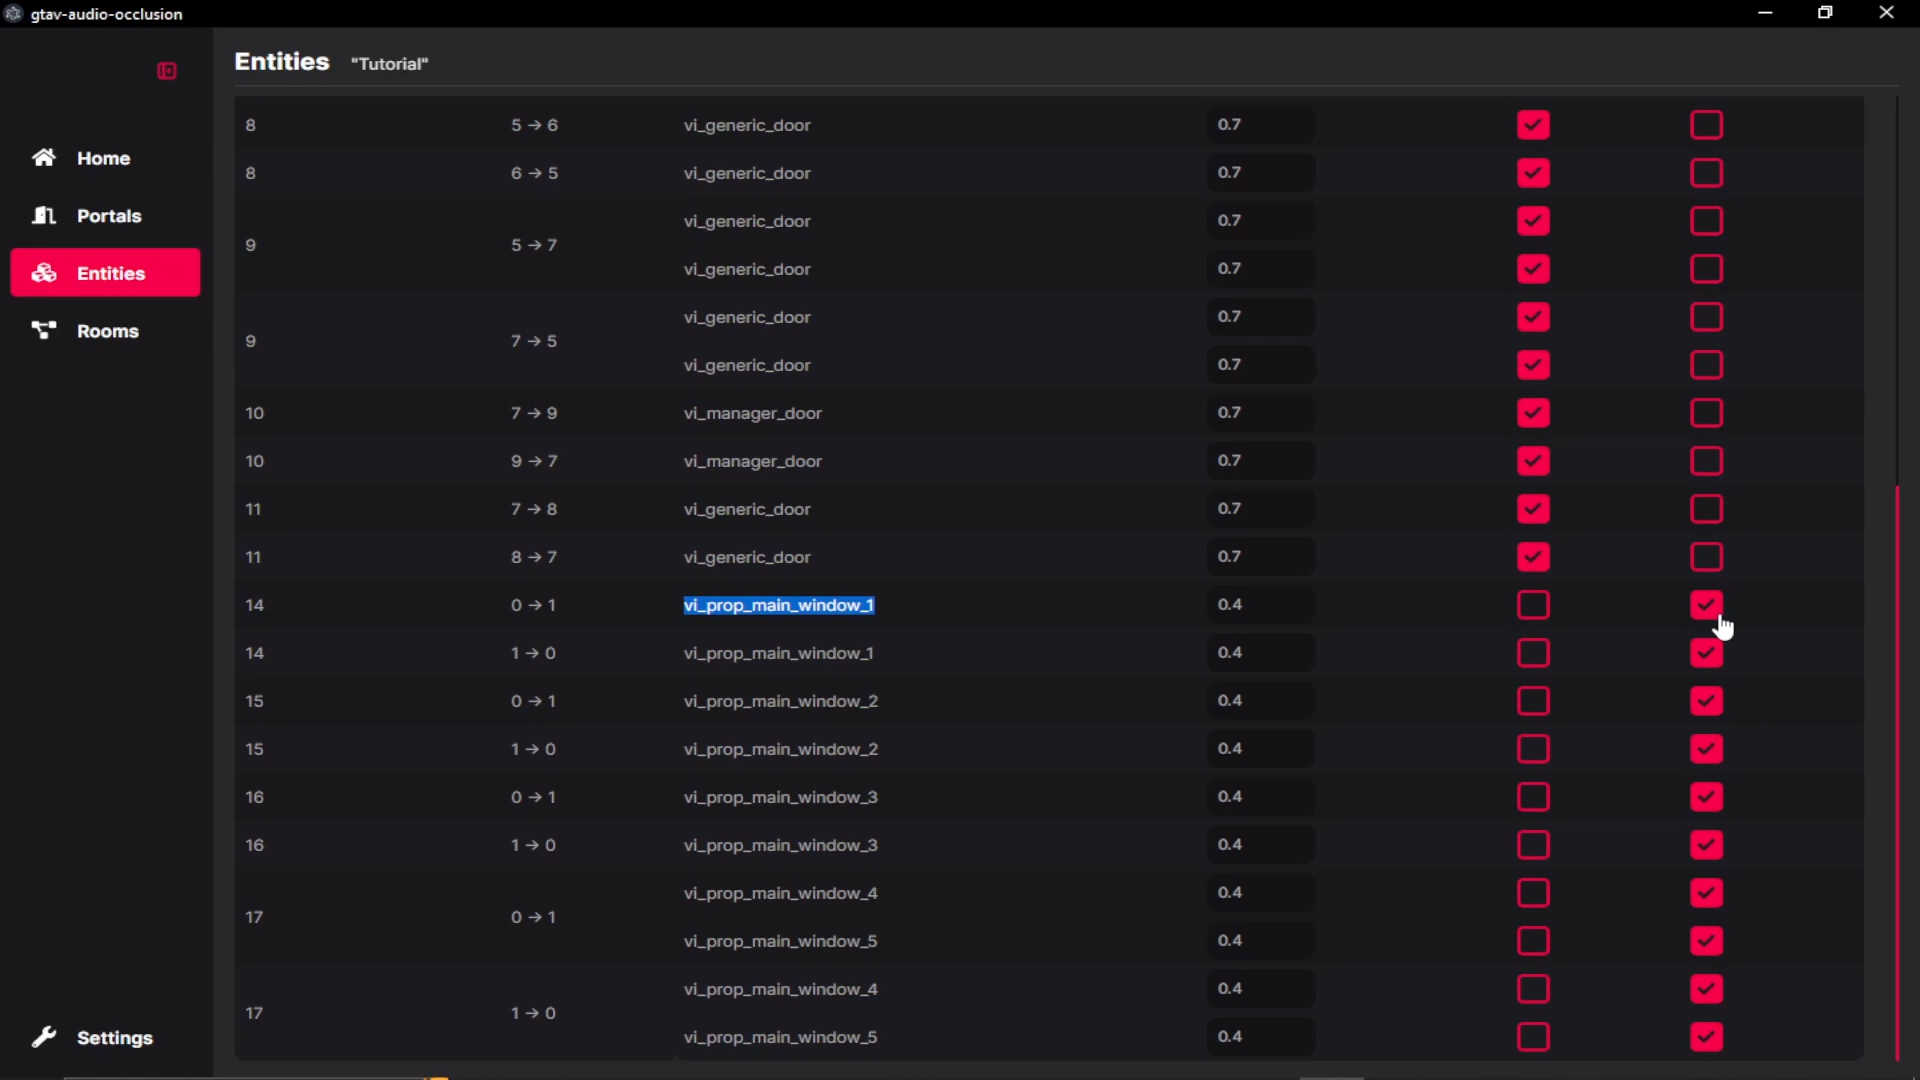 gtav-audio-occlusion
Entities "Tutorial"
Home
Portals
Entities
Rooms
Settings
8 5 → 6 vi_generic_door 0.7
8 6 → 5 vi_generic_door 0.7
9 5 → 7 vi_generic_door 0.7
vi_generic_door 0.7
9 7 → 5 vi_generic_door 0.7
vi_generic_door 0.7
10 7 → 9 vi_manager_door 0.7
10 9 → 7 vi_manager_door 0.7
11 7 → 8 vi_generic_door 0.7
11 8 → 7 vi_generic_door 0.7
14 0 → 1 vi_prop_main_window_1 0.4
14 1 → 0 vi_prop_main_window_1 0.4
15 0 → 1 vi_prop_main_window_2 0.4
15 1 → 0 vi_prop_main_window_2 0.4
16 0 → 1 vi_prop_main_window_3 0.4
16 1 → 0 vi_prop_main_window_3 0.4
17 0 → 1 vi_prop_main_window_4 0.4
vi_prop_main_window_5 0.4
17 1 → 0 vi_prop_main_window_4 0.4
vi_prop_main_window_5 0.4